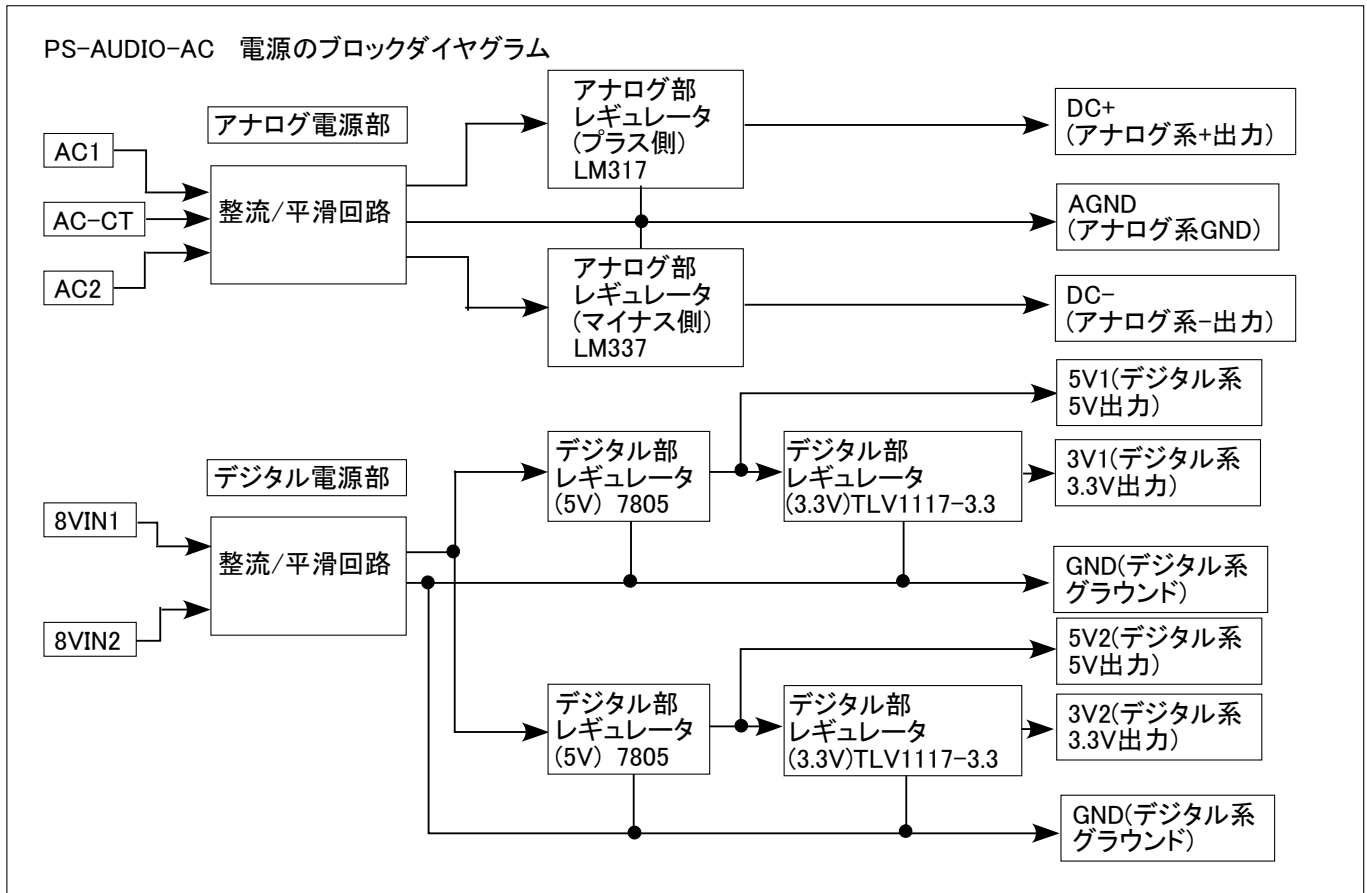 PS-AUDIO-AC　電源のブロックダイヤグラム
アナログ電源部
AC1
AC-CT
AC2
整流/平滑回路
アナログ部
レギュレータ
(プラス側)
LM317
アナログ部
レギュレータ
(マイナス側)
LM337
DC+
(アナログ系+出力)
AGND
(アナログ系GND)
DC-
(アナログ系-出力)
デジタル電源部
8VIN1
8VIN2
整流/平滑回路
デジタル部
レギュレータ
(5V) 7805
デジタル部
レギュレータ
(3.3V)TLV1117-3.3
5V1(デジタル系
5V出力)
3V1(デジタル系
3.3V出力)
GND(デジタル系
グラウンド)
デジタル部
レギュレータ
(5V) 7805
デジタル部
レギュレータ
(3.3V)TLV1117-3.3
5V2(デジタル系
5V出力)
3V2(デジタル系
3.3V出力)
GND(デジタル系
グラウンド)